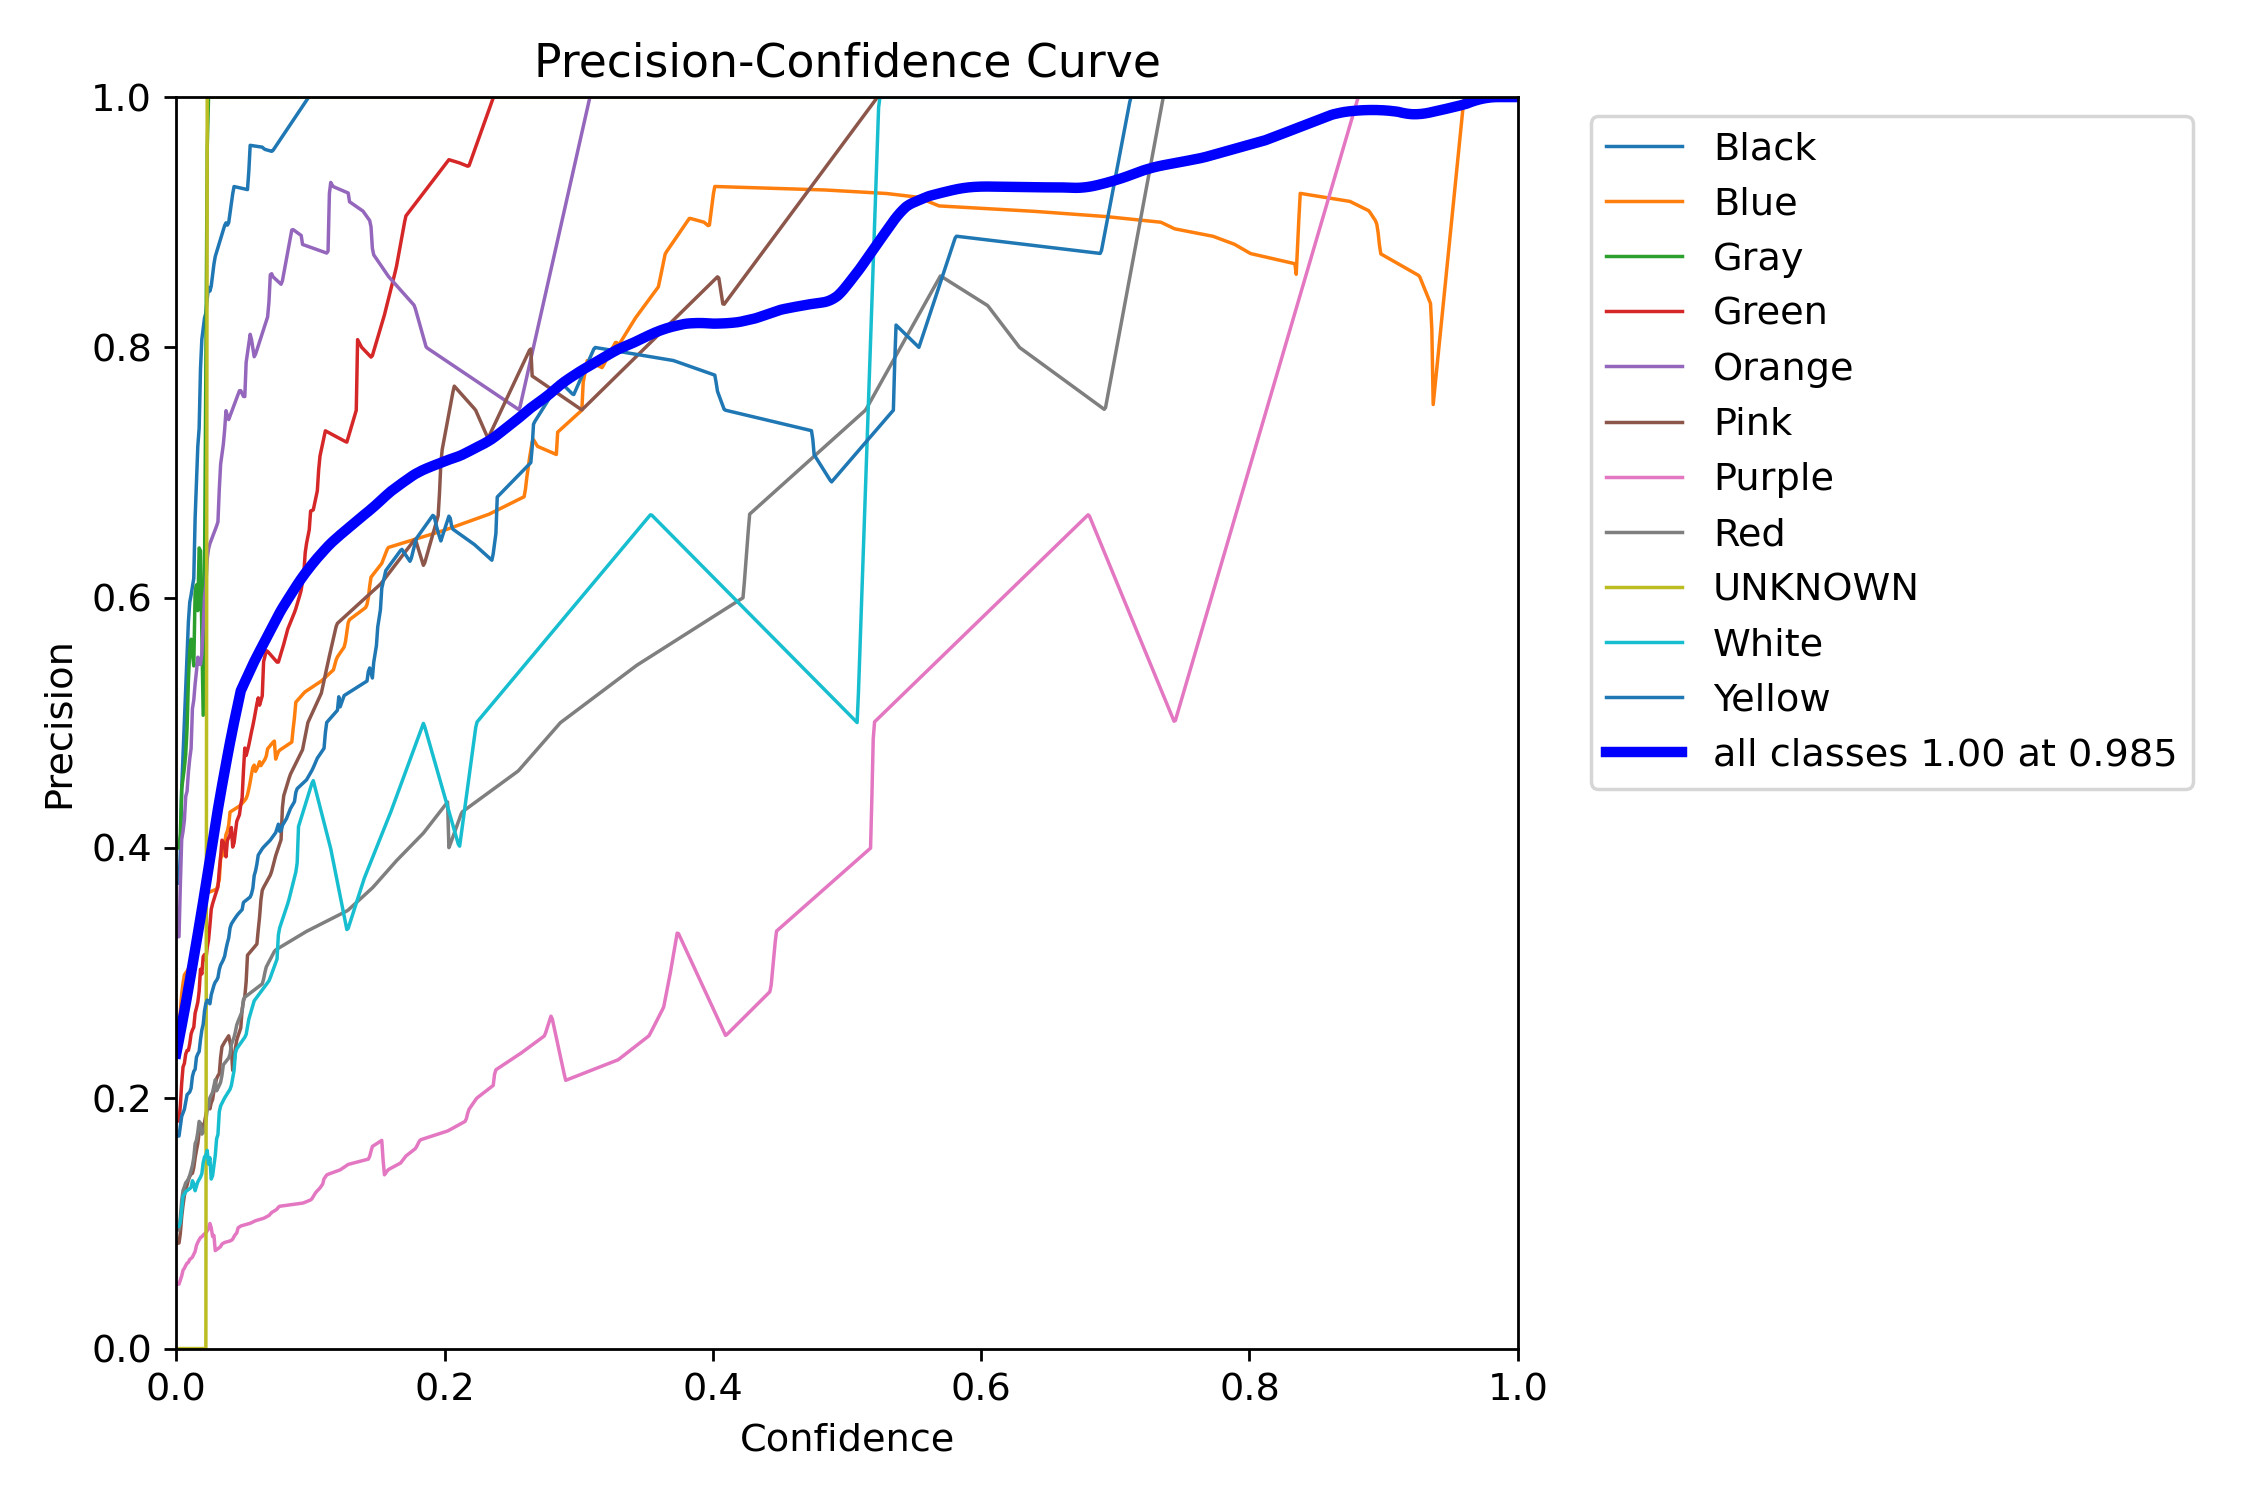 Precision-Confidence Curve
1.0
0.8
0.6
0.4
0.2
0.0
Precision
0.0 0.2 0.4 0.6 0.8 1.0
Confidence
Black
Blue
Gray
Green
Orange
Pink
Purple
Red
UNKNOWN
White
Yellow
all classes 1.00 at 0.985